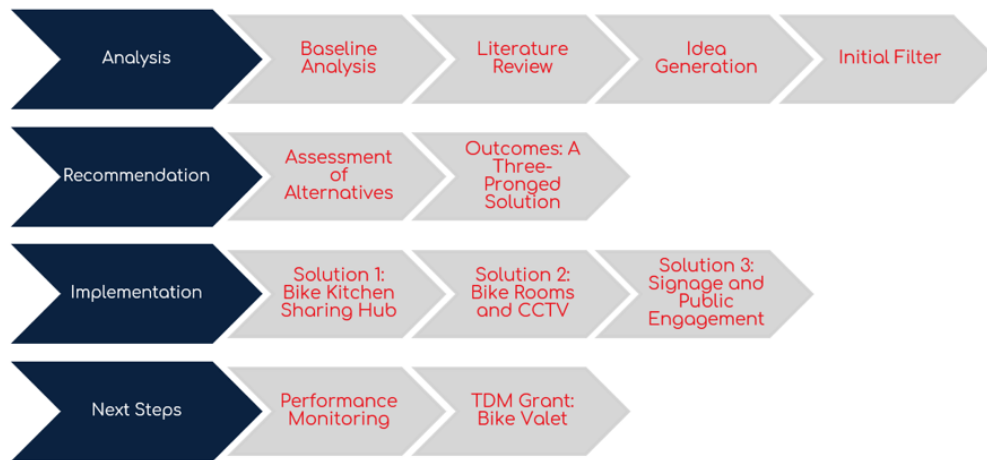 Analysis
Baseline
Analysis
Literature
Review
Idea
Generation
Initial Filter
Recommendation
Assessment
of
Alternatives
Outcomes: A
Three-
Pronged
Solution
Implementation
Solution 1:
Bike Kitchen
Sharing Hub
Solution 2:
Bike Rooms
and CCTV
Solution 3:
Signage and
Public
Engagement
Next Steps
Performance
Monitoring
TDM Grant:
Bike Valet